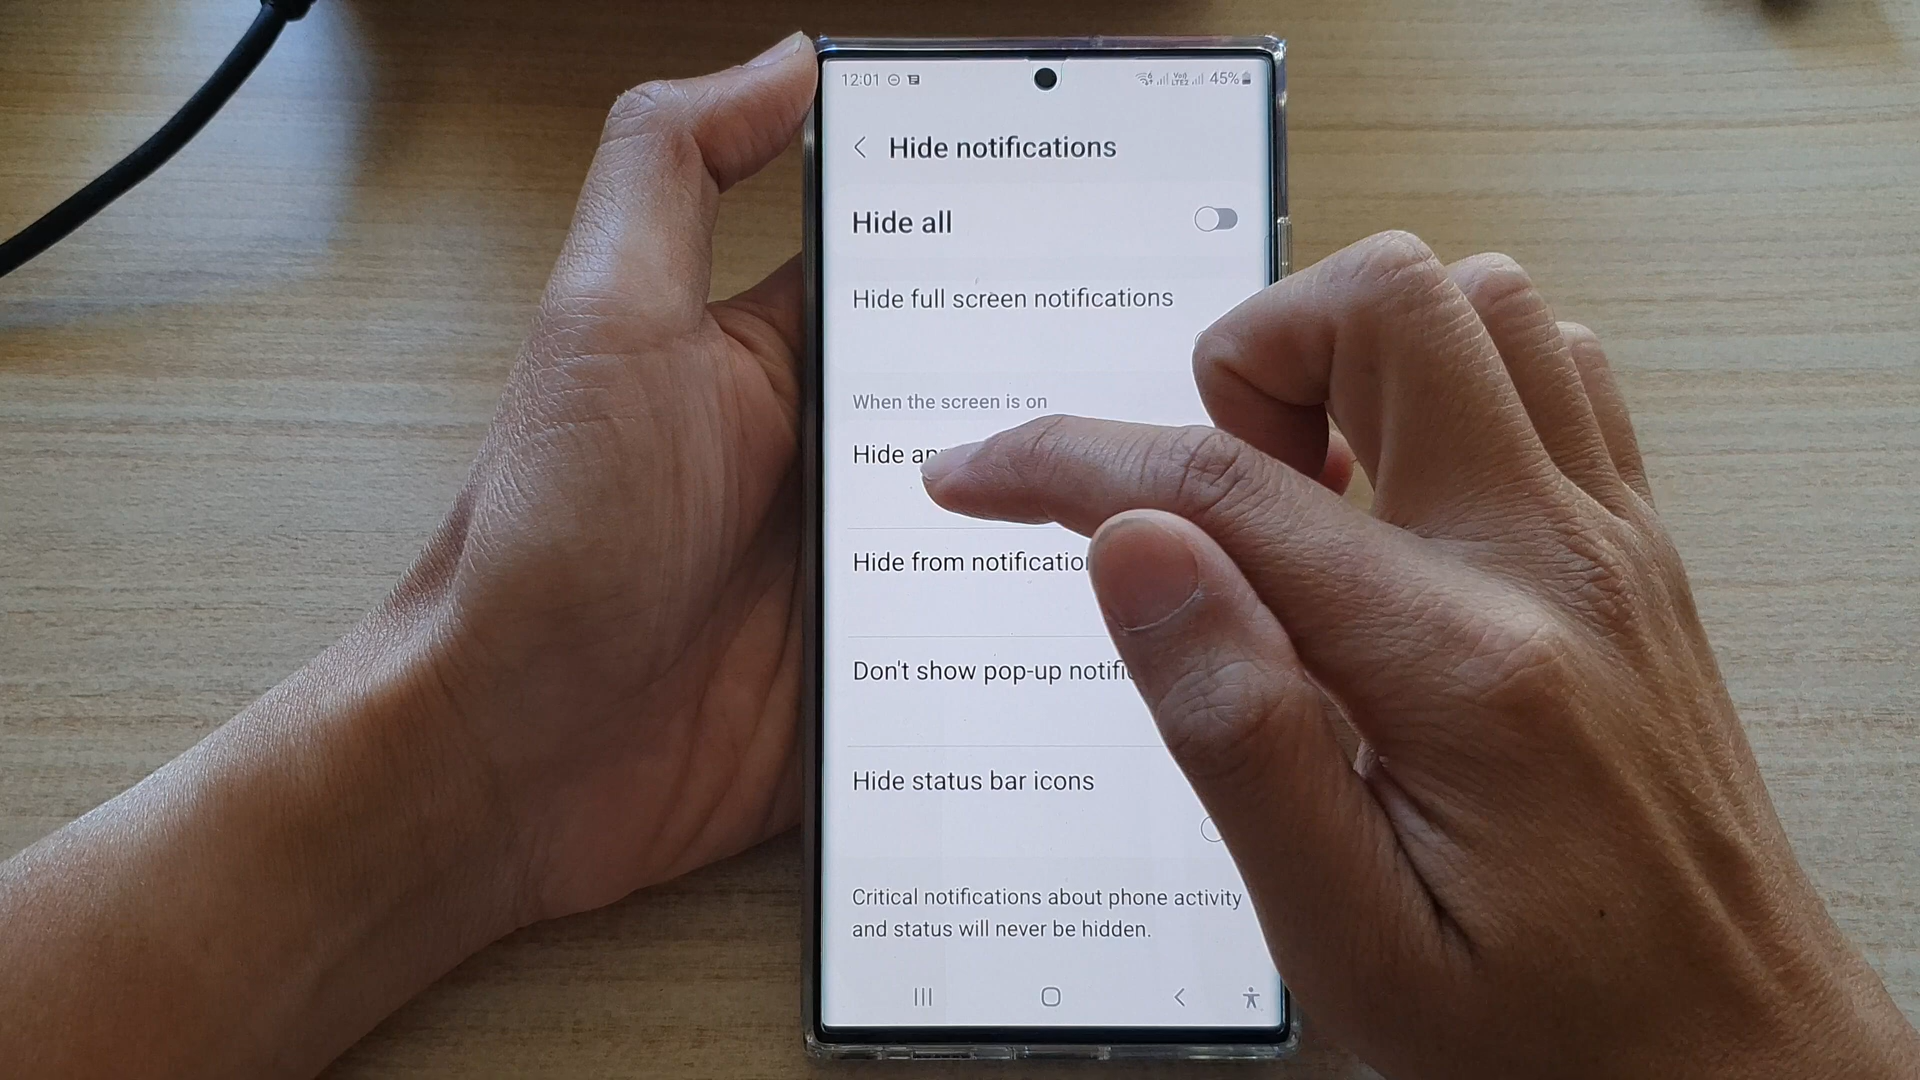 12:01 45%
Hide notifications
Hide all
Hide full screen notifications
When the screen is on
Hide
Hide from
Don't show pop-up
Hide status bar icons
Critical notifications about phone activity
and status will never be hidden.